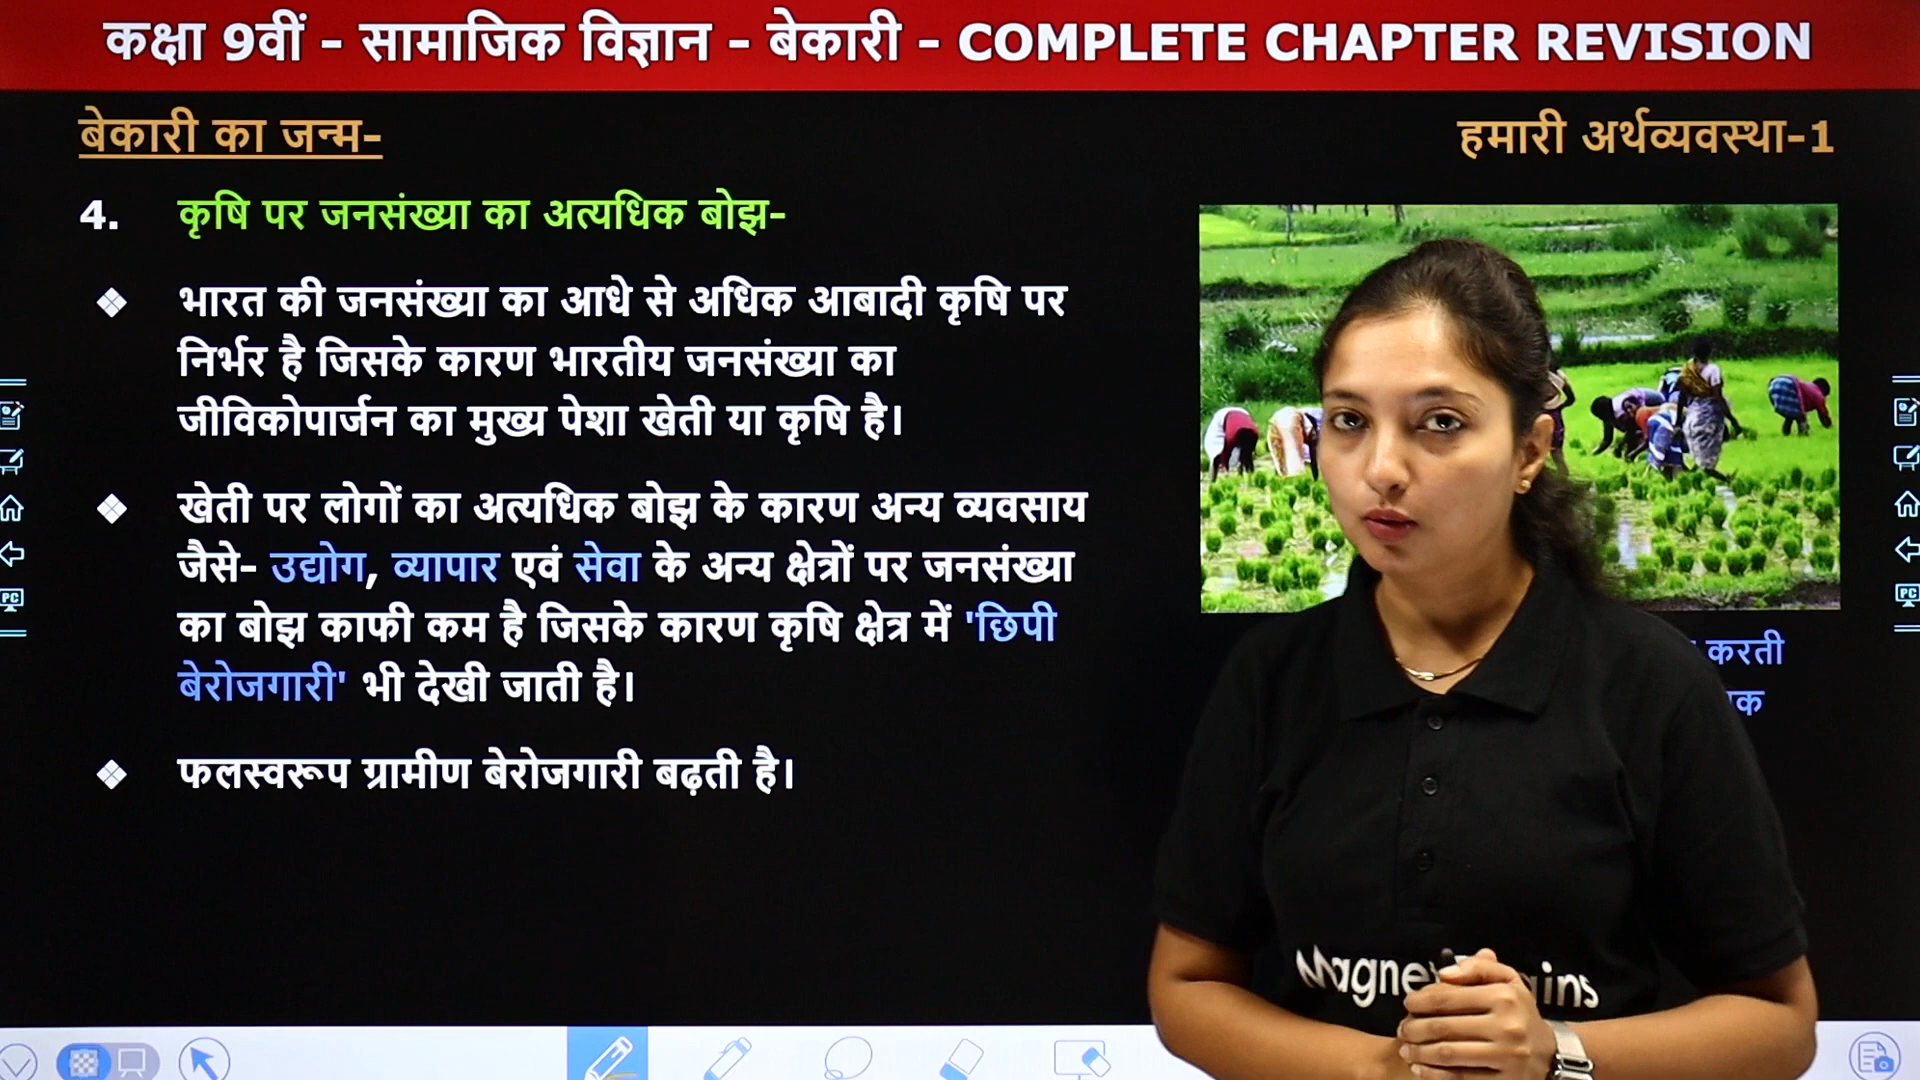 कक्षा 9वीं - सामाजिक विज्ञान - बेकारी - COMPLETE CHAPTER REVISION
बेकारी का जन्म-
हमारी अर्थव्यवस्था-1
4. कृषि पर जनसंख्या का अत्यधिक बोझ-
❖ भारत की जनसंख्या का आधे से अधिक आबादी कृषि पर
निर्भर है जिसके कारण भारतीय जनसंख्या का
जीविकोपार्जन का मुख्य पेशा खेती या कृषि है।
❖ खेती पर लोगों का अत्यधिक बोझ के कारण अन्य व्यवसाय
जैसे- उद्योग, व्यापार एवं सेवा के अन्य क्षेत्रों पर जनसंख्या
का बोझ काफी कम है जिसके कारण कृषि क्षेत्र में 'छिपी
बेरोजगारी' भी देखी जाती है।
❖ फलस्वरूप ग्रामीण बेरोजगारी बढ़ती है।
करती
PC
PC